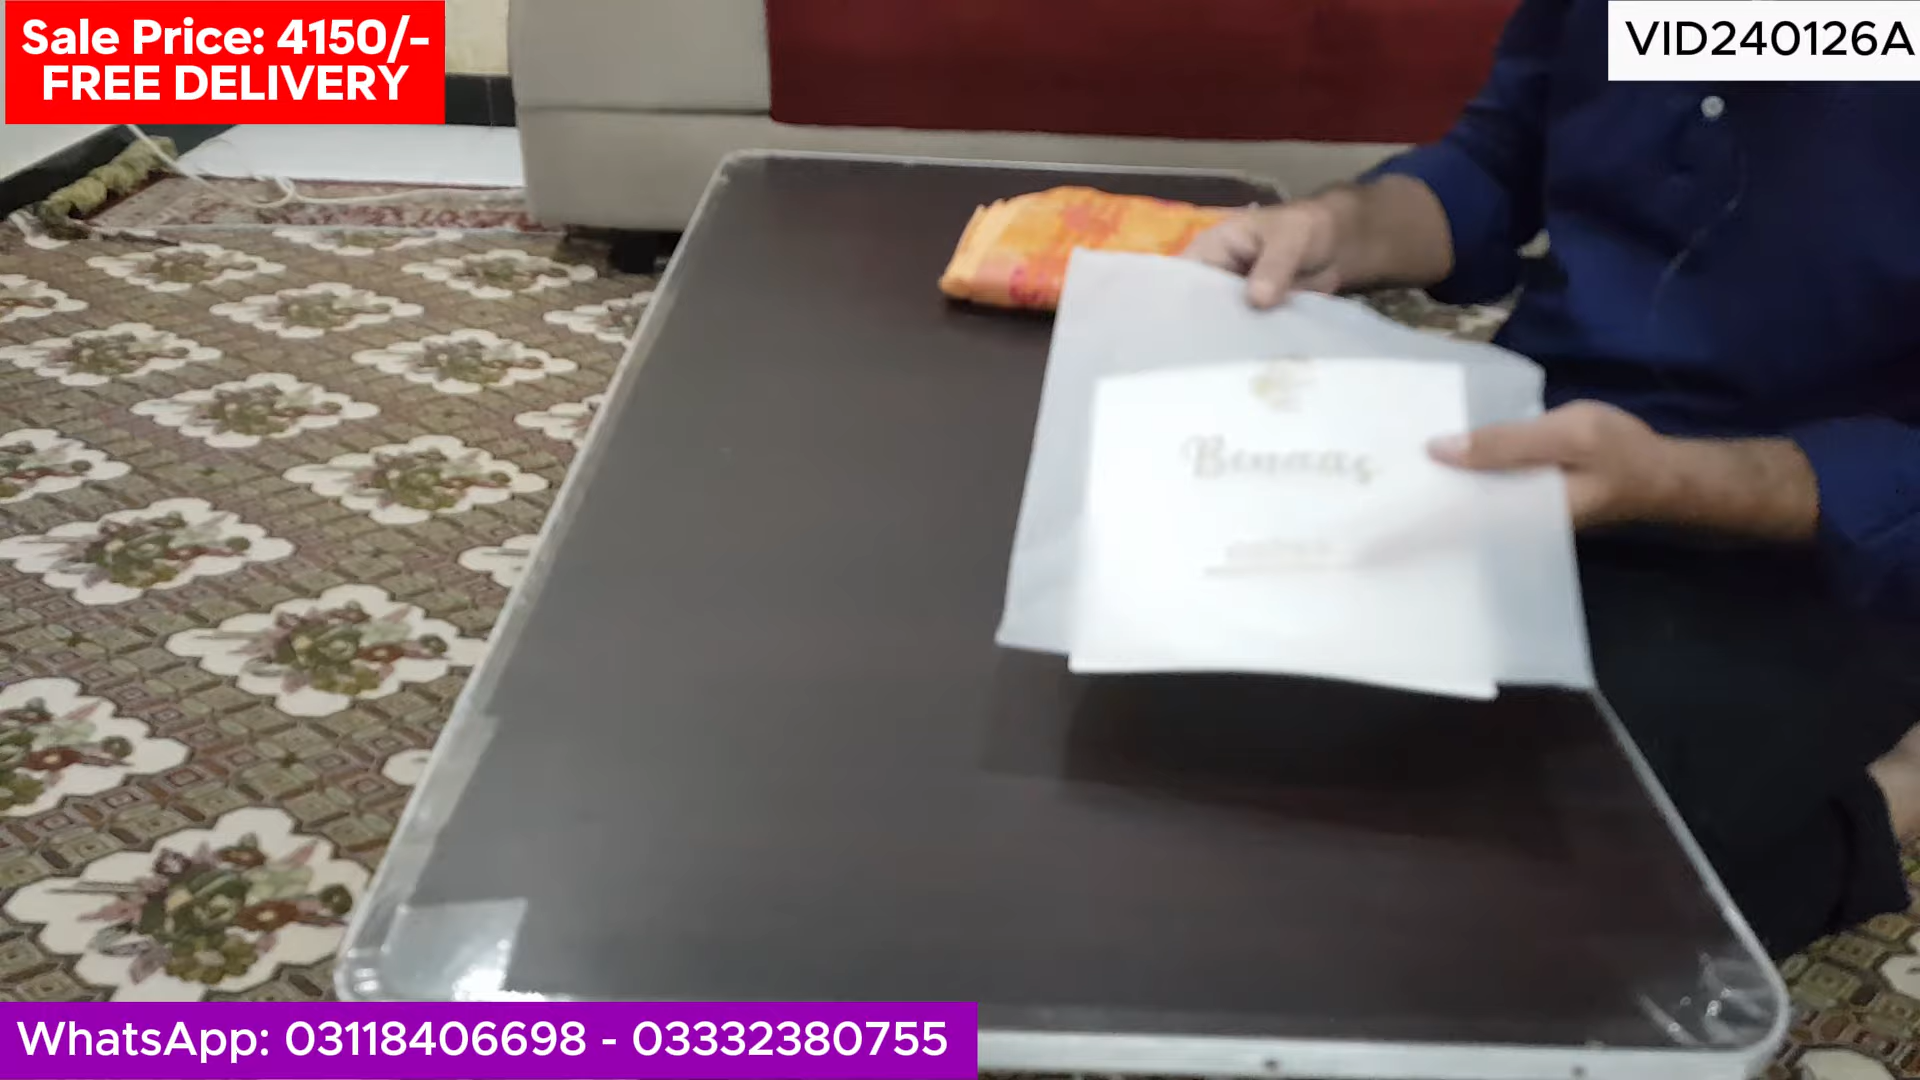 Sale Price: 4150/-
FREE DELIVERY
VID240126A
WhatsApp: 03118406698 - 03332380755